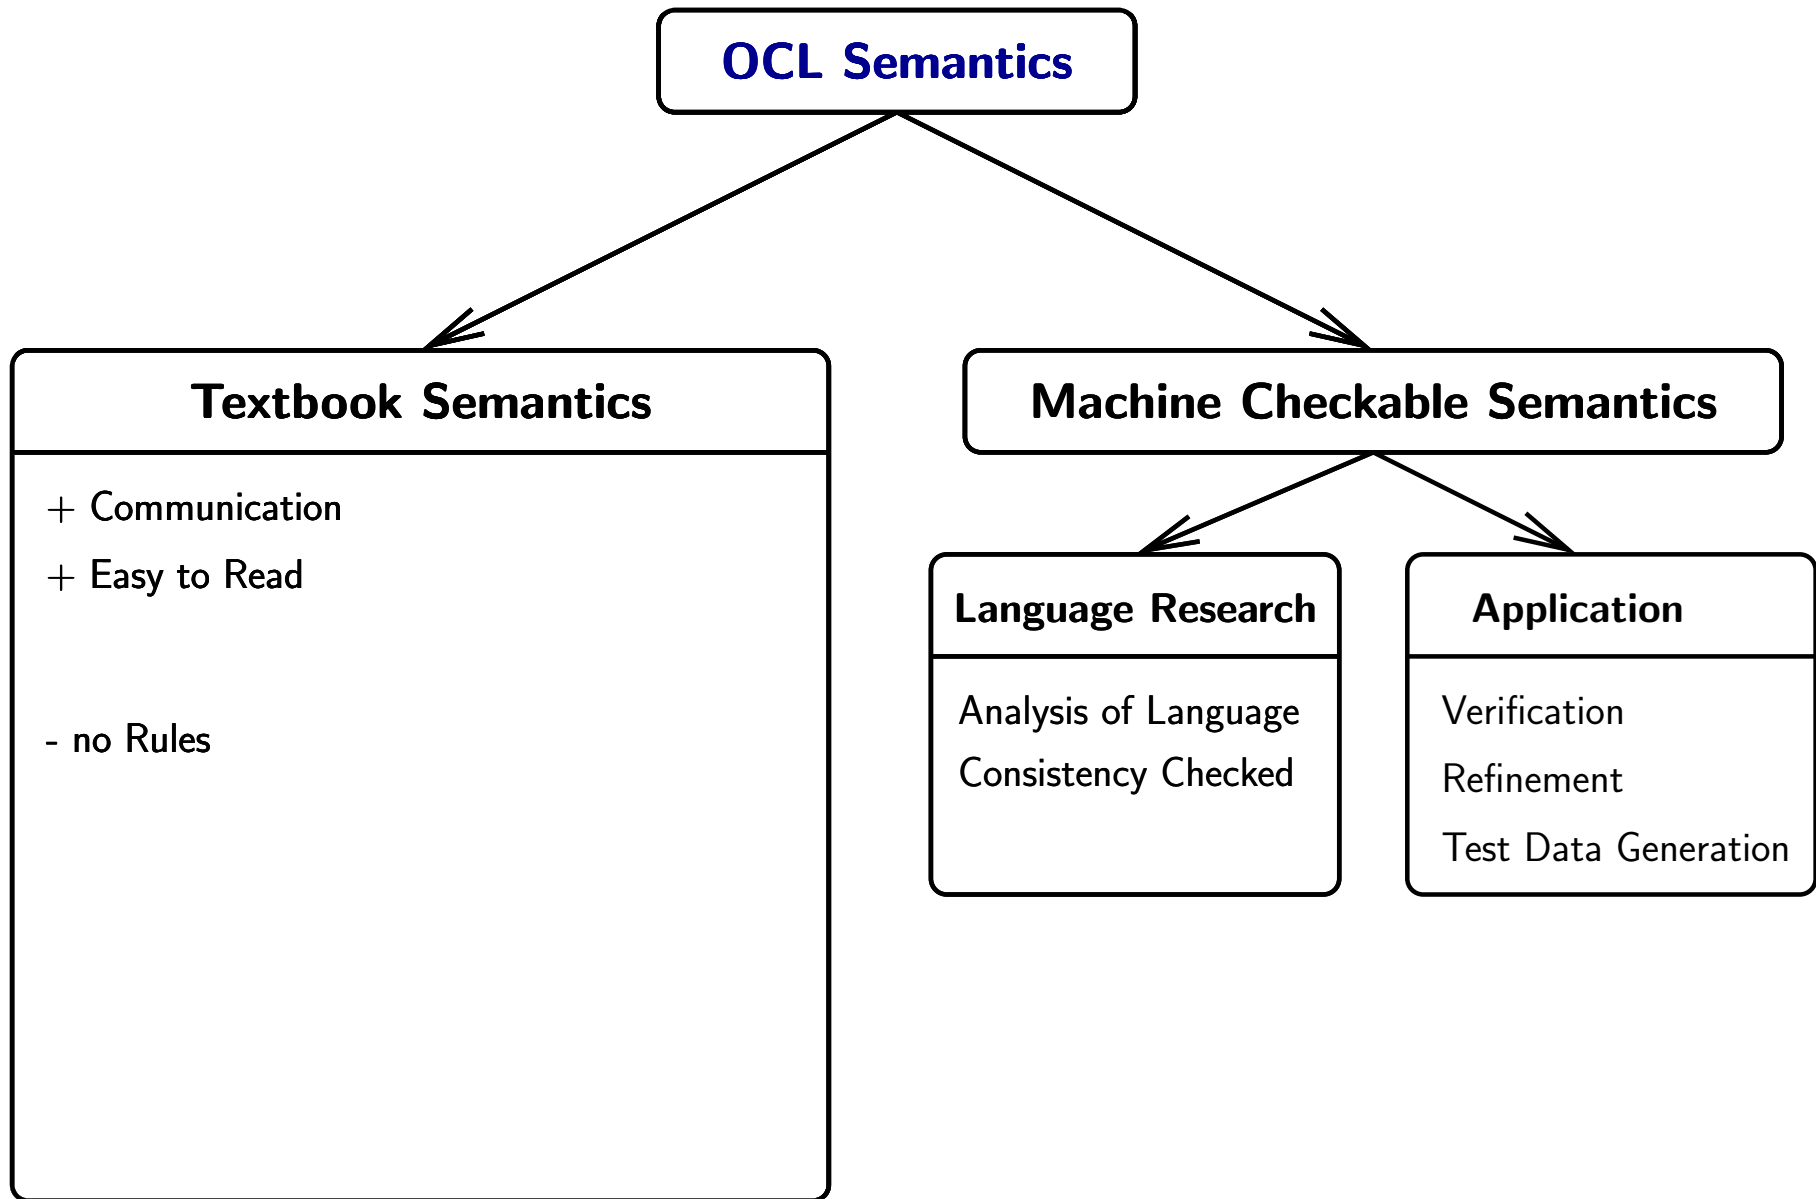 OCL Semantics
Textbook Semantics
+ Communication
+ Easy to Read
- no Rules
Machine Checkable Semantics
Language Research
Analysis of Language
Consistency Checked
Application
Verification
Refinement
Test Data Generation